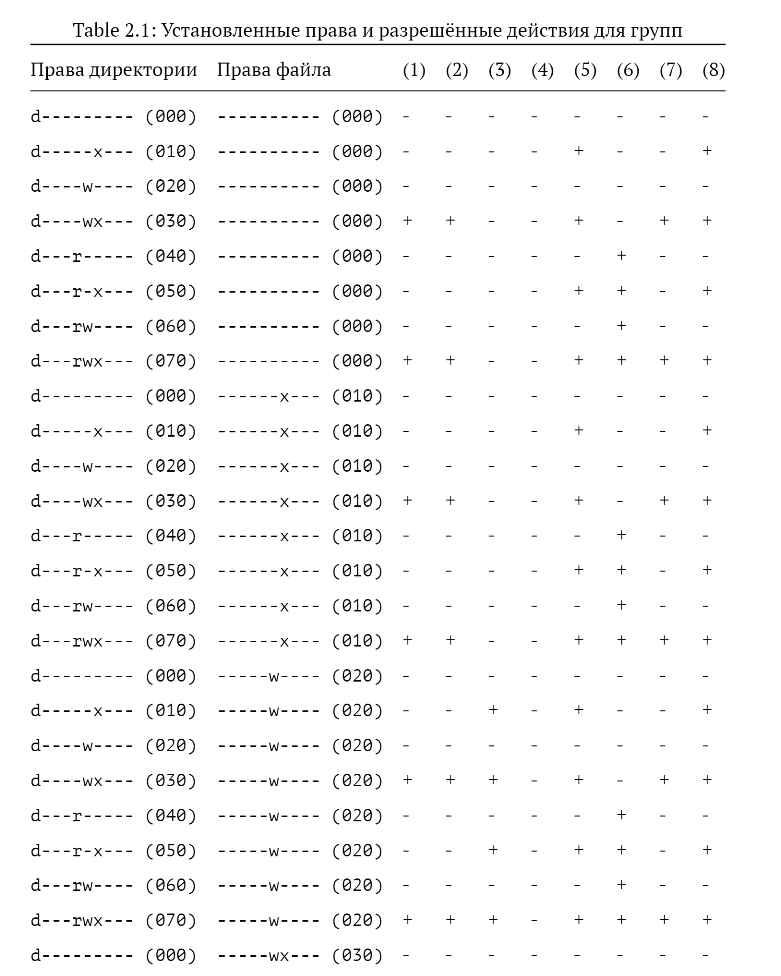 Table 2.1: Установленные права и разрешённые действия для групп
Права директории Права файла (1) (2) (3) (4) (5) (6) (7) (8)
d--------- (000) ---------- (000) - - - - - - - -
d-----x--- (010) ---------- (000) - - - - + - - +
d----w---- (020) ---------- (000) - - - - - - - -
d----wx--- (030) ---------- (000) + + - - + - + +
d---r----- (040) ---------- (000) - - - - - + - -
d---r-x--- (050) ---------- (000) - - - - + + - +
d---rw---- (060) ---------- (000) - - - - - + - -
d---rwx--- (070) ---------- (000) + + - - + + + +
d--------- (000) ------x--- (010) - - - - - - - -
d-----x--- (010) ------x--- (010) - - - - + - - +
d----w---- (020) ------x--- (010) - - - - - - - -
d----wx--- (030) ------x--- (010) + + - - + - + +
d---r----- (040) ------x--- (010) - - - - - + - -
d---r-x--- (050) ------x--- (010) - - - - + + - +
d---rw---- (060) ------x--- (010) - - - - - + - -
d---rwx--- (070) ------x--- (010) + + - - + + + +
d--------- (000) -----w---- (020) - - - - - - - -
d-----x--- (010) -----w---- (020) - - + - + - - +
d----w---- (020) -----w---- (020) - - - - - - - -
d----wx--- (030) -----w---- (020) + + + - + - + +
d---r----- (040) -----w---- (020) - - - - - + - -
d---r-x--- (050) -----w---- (020) - - + - + + - +
d---rw---- (060) -----w---- (020) - - - - - + - -
d---rwx--- (070) -----w---- (020) + + + - + + + +
d--------- (000) -----wx--- (030) - - - - - - - -